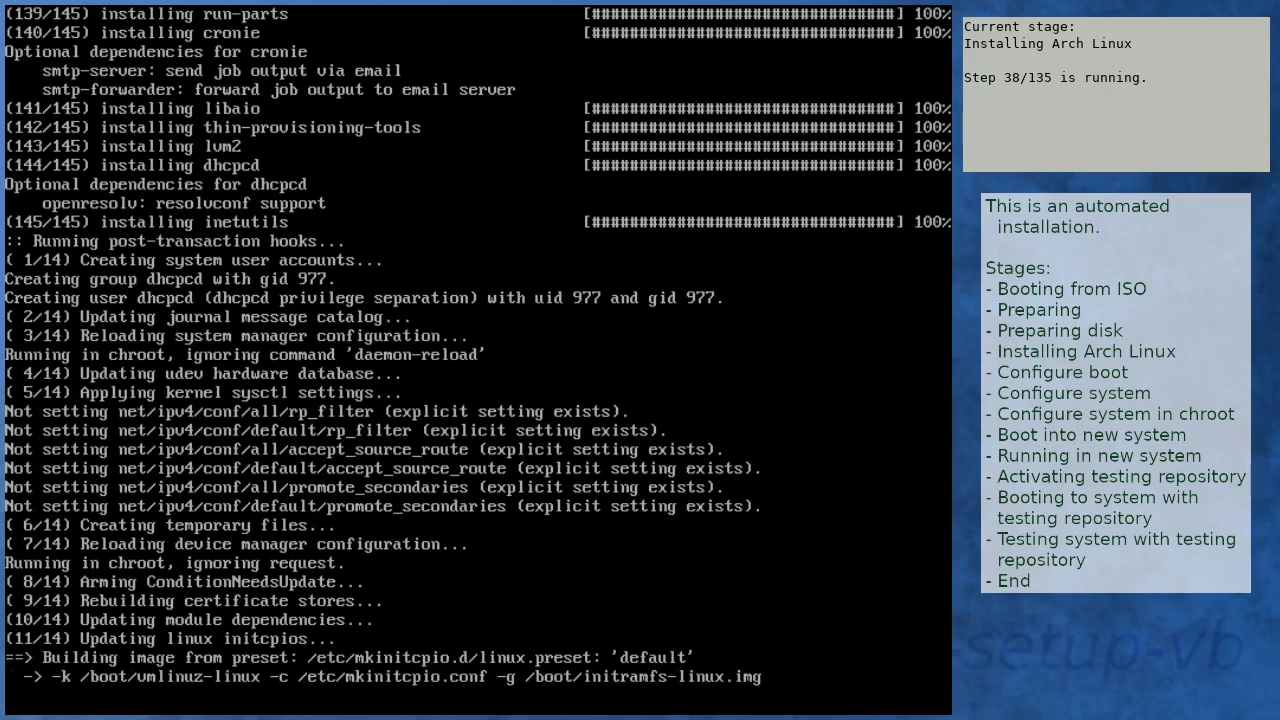 (139/145) installing run-parts [################################] 100%
(140/145) installing cronie [################################] 100%
Optional dependencies for cronie
smtp-server: send job output via email
smtp-forwarder: forward job output to email server
(141/145) installing libaio [################################] 100%
(142/145) installing thin-provisioning-tools [################################] 100%
(143/145) installing lvm2 [################################] 100%
(144/145) installing dhcpcd [################################] 100%
Optional dependencies for dhcpcd
openresolv: resolvconf support
(145/145) installing inetutils [################################] 100%
:: Running post-transaction hooks...
( 1/14) Creating system user accounts...
Creating group dhcpcd with gid 977.
Creating user dhcpcd (dhcpcd privilege separation) with uid 977 and gid 977.
( 2/14) Updating journal message catalog...
( 3/14) Reloading system manager configuration...
Running in chroot, ignoring command 'daemon-reload'
( 4/14) Updating udev hardware database...
( 5/14) Applying kernel sysctl settings...
Not setting net/ipv4/conf/all/rp_filter (explicit setting exists).
Not setting net/ipv4/conf/default/rp_filter (explicit setting exists).
Not setting net/ipv4/conf/all/accept_source_route (explicit setting exists).
Not setting net/ipv4/conf/default/accept_source_route (explicit setting exists).
Not setting net/ipv4/conf/all/promote_secondaries (explicit setting exists).
Not setting net/ipv4/conf/default/promote_secondaries (explicit setting exists).
( 6/14) Creating temporary files...
( 7/14) Reloading device manager configuration...
Running in chroot, ignoring request.
( 8/14) Arming ConditionNeedsUpdate...
( 9/14) Rebuilding certificate stores...
(10/14) Updating module dependencies...
(11/14) Updating linux initcpios...
==> Building image from preset: /etc/mkinitcpio.d/linux.preset: 'default'
-> -k /boot/vmlinuz-linux -c /etc/mkinitcpio.conf -g /boot/initramfs-linux.img
Current stage:
Installing Arch Linux
Step 38/135 is running.
This is an automated
installation.
Stages:
- Booting from ISO
- Preparing
- Preparing disk
- Installing Arch Linux
- Configure boot
- Configure system
- Configure system in chroot
- Boot into new system
- Running in new system
- Activating testing repository
- Booting to system with
testing repository
- Testing system with testing
repository
- End
-setup-vb